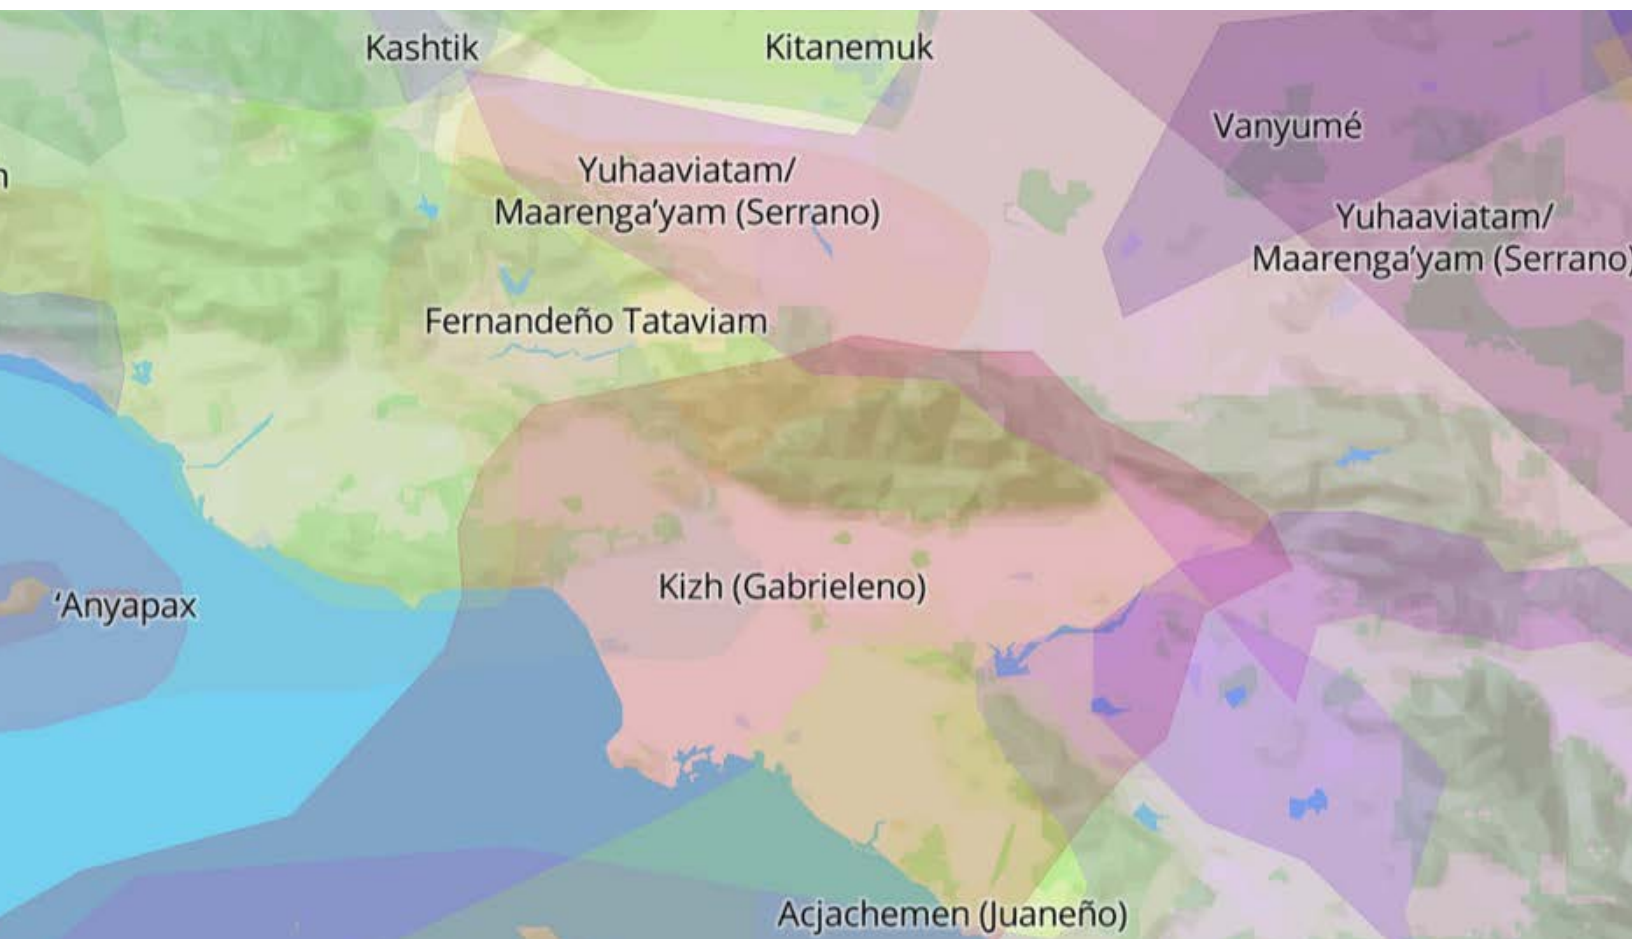 Kashtik
Kitanemuk
Vanyumé
Yuhaaviatam/
Maarenga’yam (Serrano)
Yuhaaviatam/
Maarenga’yam (Serrano)
Fernandeño Tataviam
Kizh (Gabrieleno)
‘Anyapax
Acjachemen (Juaneño)